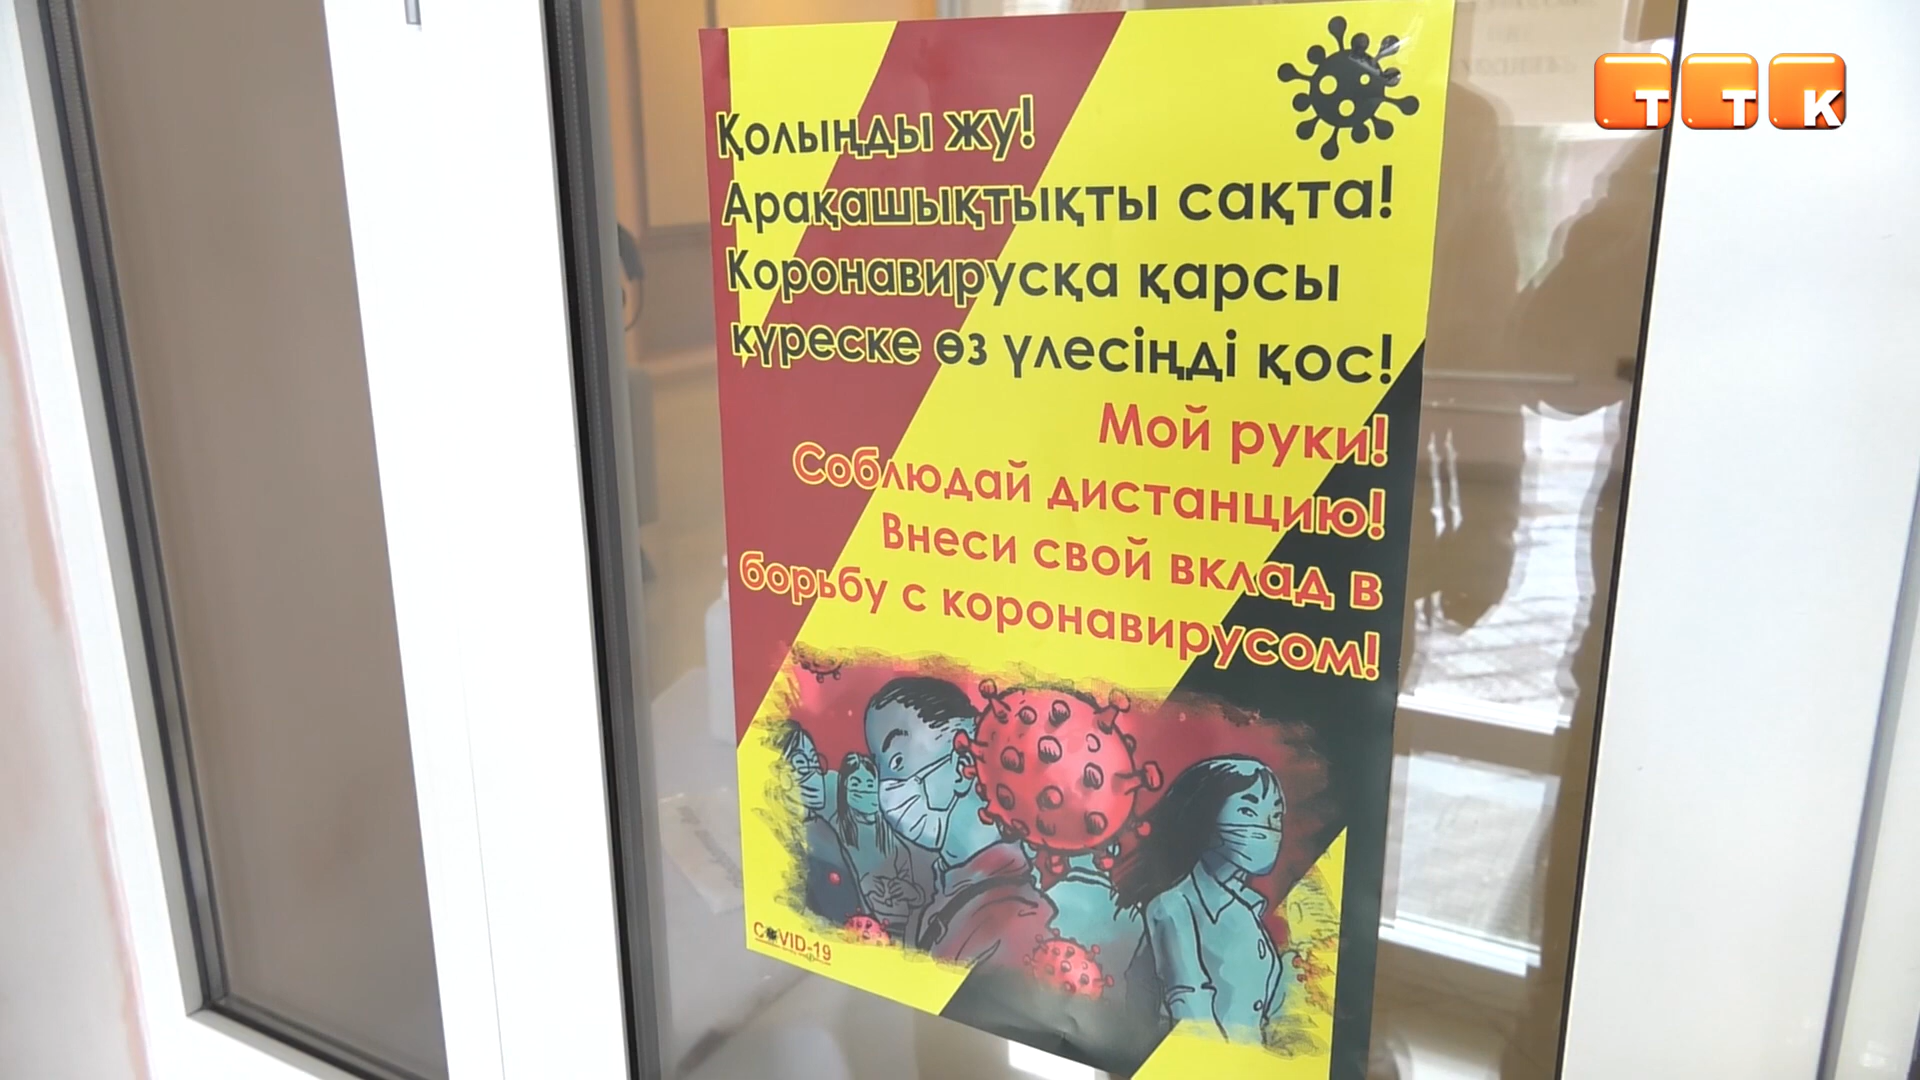 ТТК
Қолыңды жу!
Арақашықтықты сақта!
Коронавирусқа қарсы
күреске өз үлесіңді қос!
Мой руки!
Соблюдай дистанцию!
Внеси свой вклад в
борьбу с коронавирусом!
COVID-19